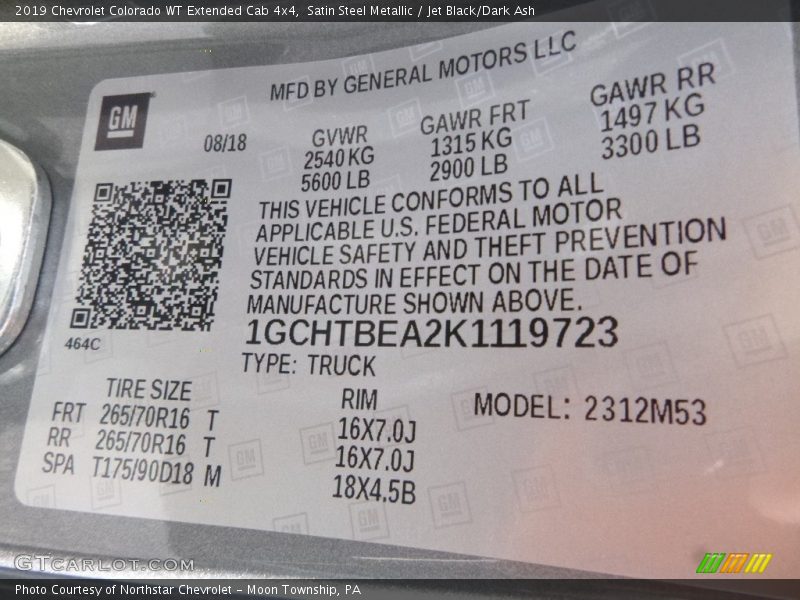 2019 Chevrolet Colorado WT Extended Cab 4x4, Satin Steel Metallic / Jet Black/Dark Ash
MFD BY GENERAL MOTORS LLC
GM
08/18
GVWR GAWR FRT GAWR RR
2540 KG 1315 KG 1497 KG
5600 LB 2900 LB 3300 LB
THIS VEHICLE CONFORMS TO ALL
APPLICABLE U.S. FEDERAL MOTOR
VEHICLE SAFETY AND THEFT PREVENTION
STANDARDS IN EFFECT ON THE DATE OF
MANUFACTURE SHOWN ABOVE.
464C
1GCHTBEA2K1119723
TYPE: TRUCK
TIRE SIZE RIM MODEL: 2312M53
FRT 265/70R16 T 16X7.0J
RR 265/70R16 T 16X7.0J
SPA T175/90D18 M 18X4.5B
GTCARLOT.COM
Photo Courtesy of Northstar Chevrolet – Moon Township, PA